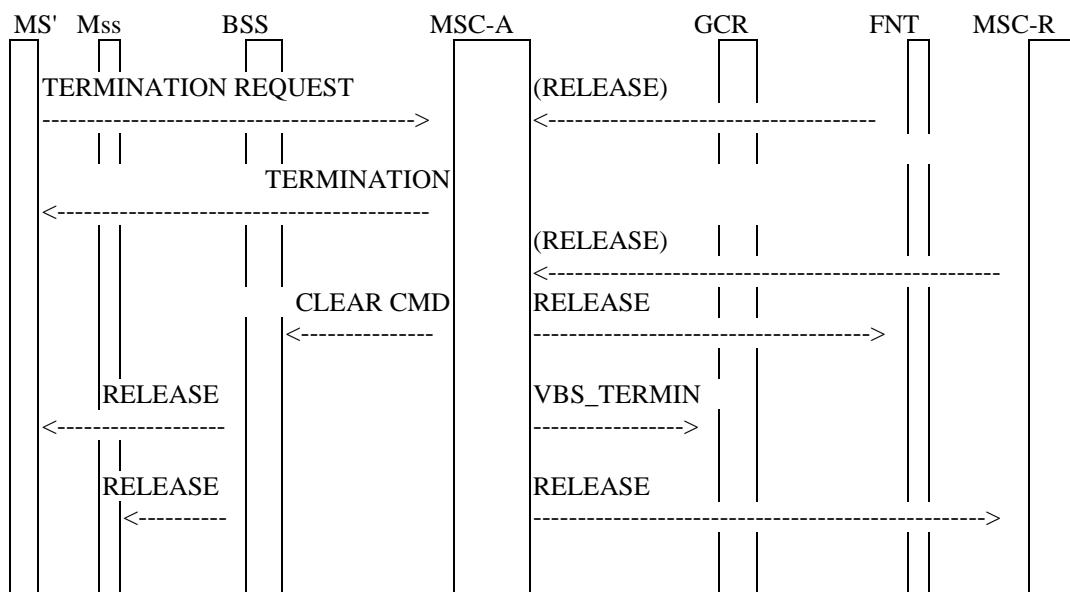 MS' Mss BSS MSC-A GCR FNT MSC-R
TERMINATION REQUEST (RELEASE)
TERMINATION
(RELEASE)
CLEAR CMD RELEASE
RELEASE VBS_TERMIN
RELEASE RELEASE